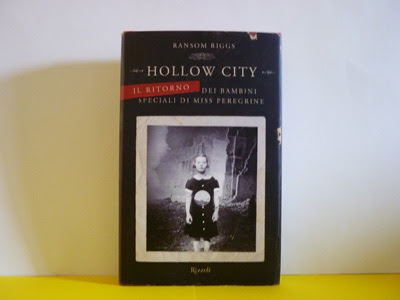 RANSOM RIGGS
HOLLOW CITY
IL RITORNO DEI BAMBINI
SPECIALI DI MISS PEREGRINE
Rizzoli